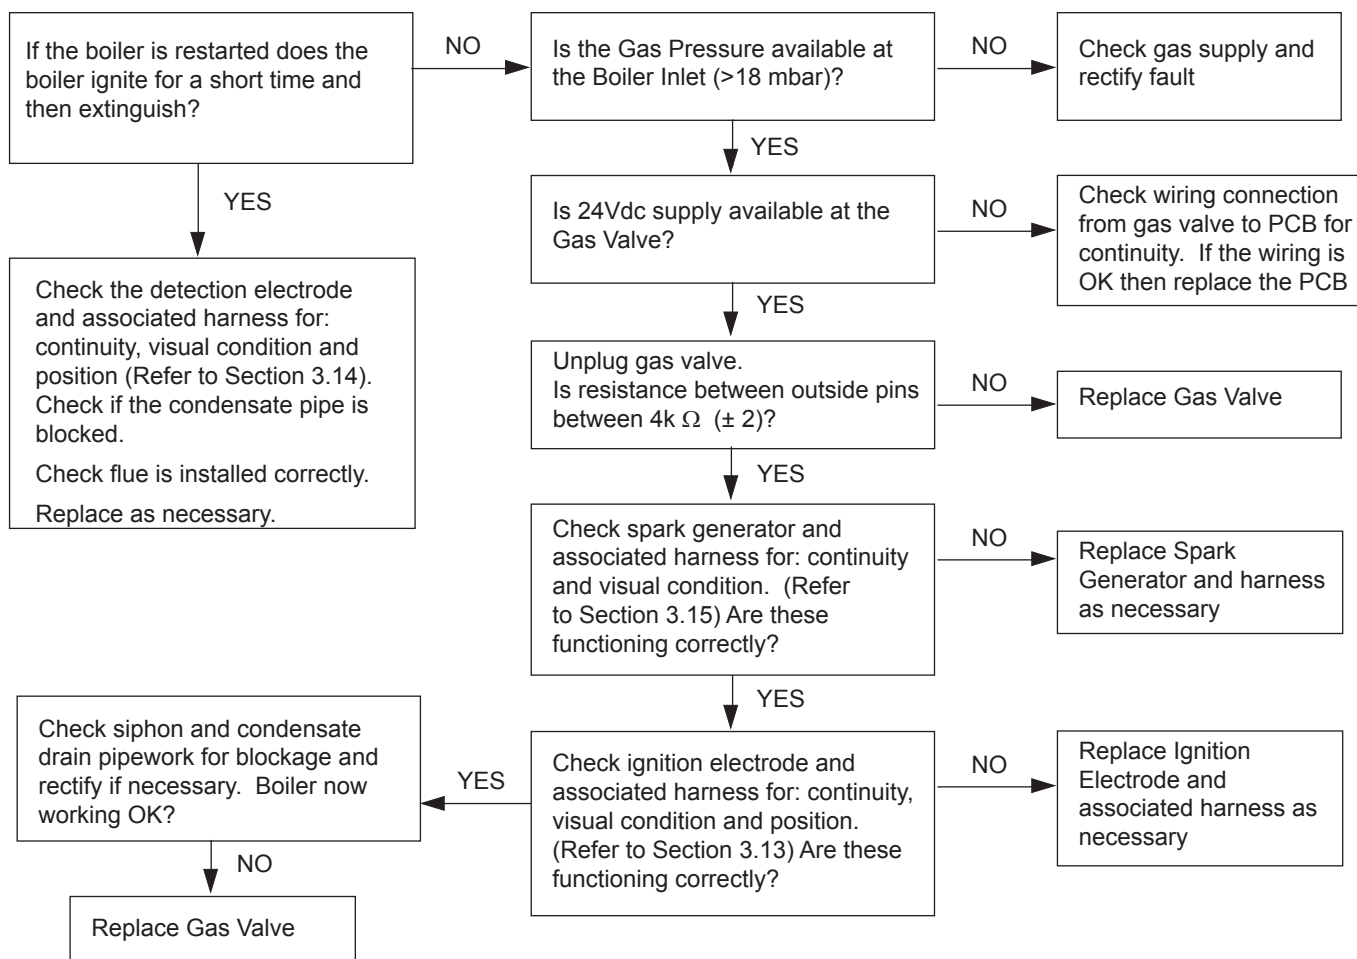 If the boiler is restarted does the
boiler ignite for a short time and
then extinguish?
NO
Is the Gas Pressure available at
the Boiler Inlet (>18 mbar)?
NO
Check gas supply and
rectify fault
YES
YES
Is 24Vdc supply available at the
Gas Valve?
NO
Check wiring connection
from gas valve to PCB for
continuity.  If the wiring is
OK then replace the PCB
Check the detection electrode
and associated harness for:
continuity, visual condition and
position (Refer to Section 3.14).
Check if the condensate pipe is
blocked.
Check flue is installed correctly.
Replace as necessary.
YES
Unplug gas valve.
Is resistance between outside pins
between 4k Ω (± 2)?
NO
Replace Gas Valve
YES
Check spark generator and
associated harness for: continuity
and visual condition.  (Refer
to Section 3.15) Are these
functioning correctly?
NO
Replace Spark
Generator and harness
as necessary
YES
Check ignition electrode and
associated harness for: continuity,
visual condition and position.
(Refer to Section 3.13) Are these
functioning correctly?
NO
Replace Ignition
Electrode and
associated harness as
necessary
YES
Check siphon and condensate
drain pipework for blockage and
rectify if necessary.  Boiler now
working OK?
NO
Replace Gas Valve